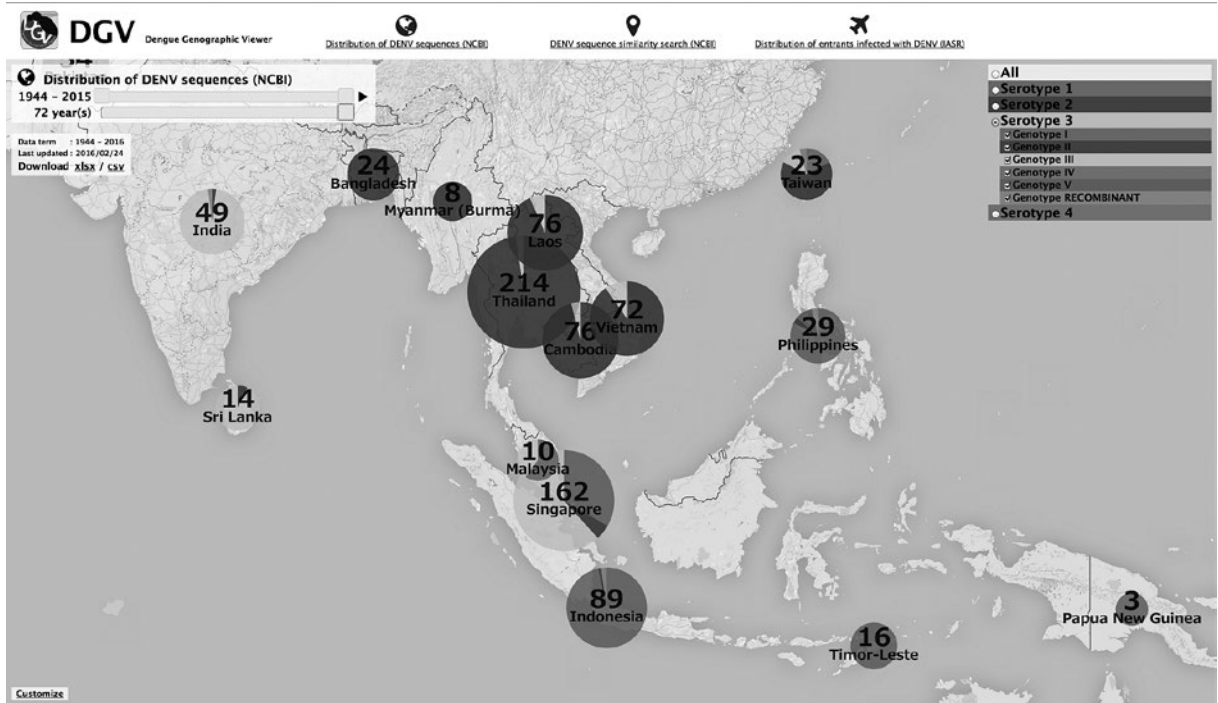 DGV Dengue Genographic Viewer
Distribution of DENV sequences (NCBI)
DENV sequence similarity search (NCBI)
Distribution of entrants infected with DENV (IASR)
Distribution of DENV sequences (NCBI)
1944 - 2015
72 year(s)
Data term : 1944 - 2016
Last updated : 2016/02/24
Download xlsx / csv
All
Serotype 1
Serotype 2
Serotype 3
Genotype I
Genotype II
Genotype III
Genotype IV
Genotype V
Genotype RECOMBINANT
Serotype 4
24
Bangladesh
8
Myanmar (Burma)
23
Taiwan
49
India
76
Laos
214
Thailand
72
Vietnam
76
Cambodia
29
Philippines
14
Sri Lanka
10
Malaysia
162
Singapore
89
Indonesia
3
Papua New Guinea
16
Timor-Leste
Customize